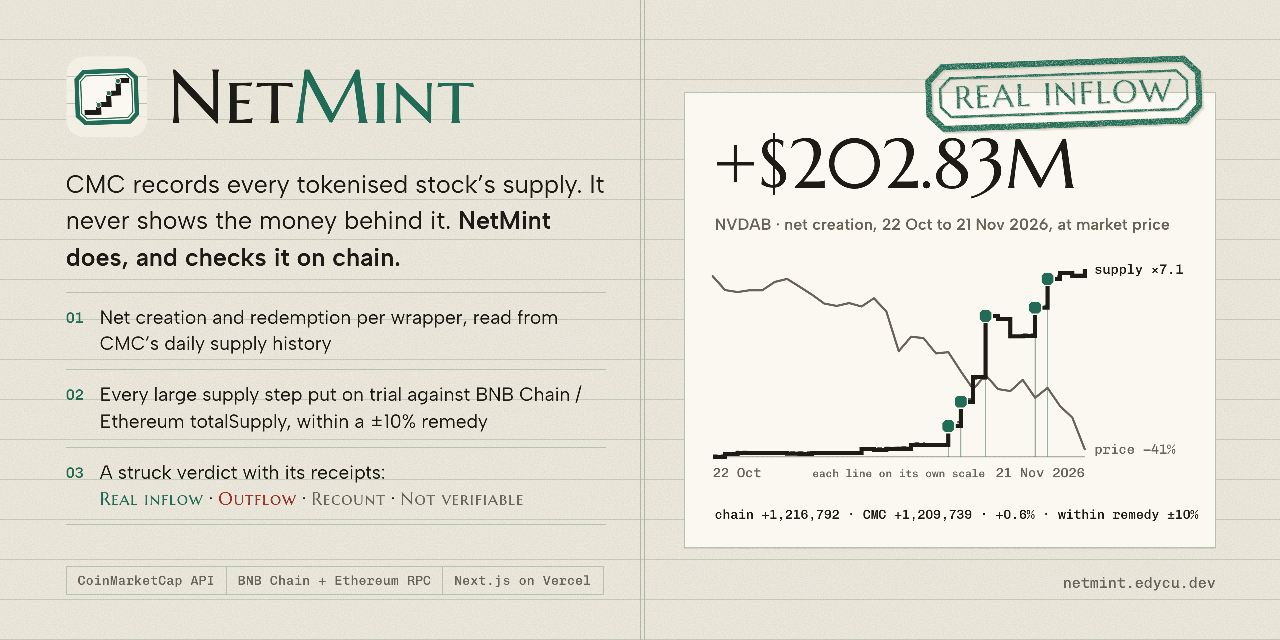 NetMint
CMC records every tokenised stock’s supply. It
never shows the money behind it. NetMint
does, and checks it on chain.
01 Net creation and redemption per wrapper, read from
CMC’s daily supply history
02 Every large supply step put on trial against BNB Chain /
Ethereum totalSupply, within a ±10% remedy
03 A struck verdict with its receipts:
Real inflow · Outflow · Recount · Not verifiable
CoinMarketCap API
BNB Chain + Ethereum RPC
Next.js on Vercel
REAL INFLOW
+$202.83M
NVDAB · net creation, 22 Oct to 21 Nov 2026, at market price
supply ×7.1
price −41%
22 Oct
each line on its own scale
21 Nov 2026
chain +1,216,792 · CMC +1,209,739 · +0.6% · within remedy ±10%
netmint.edycu.dev